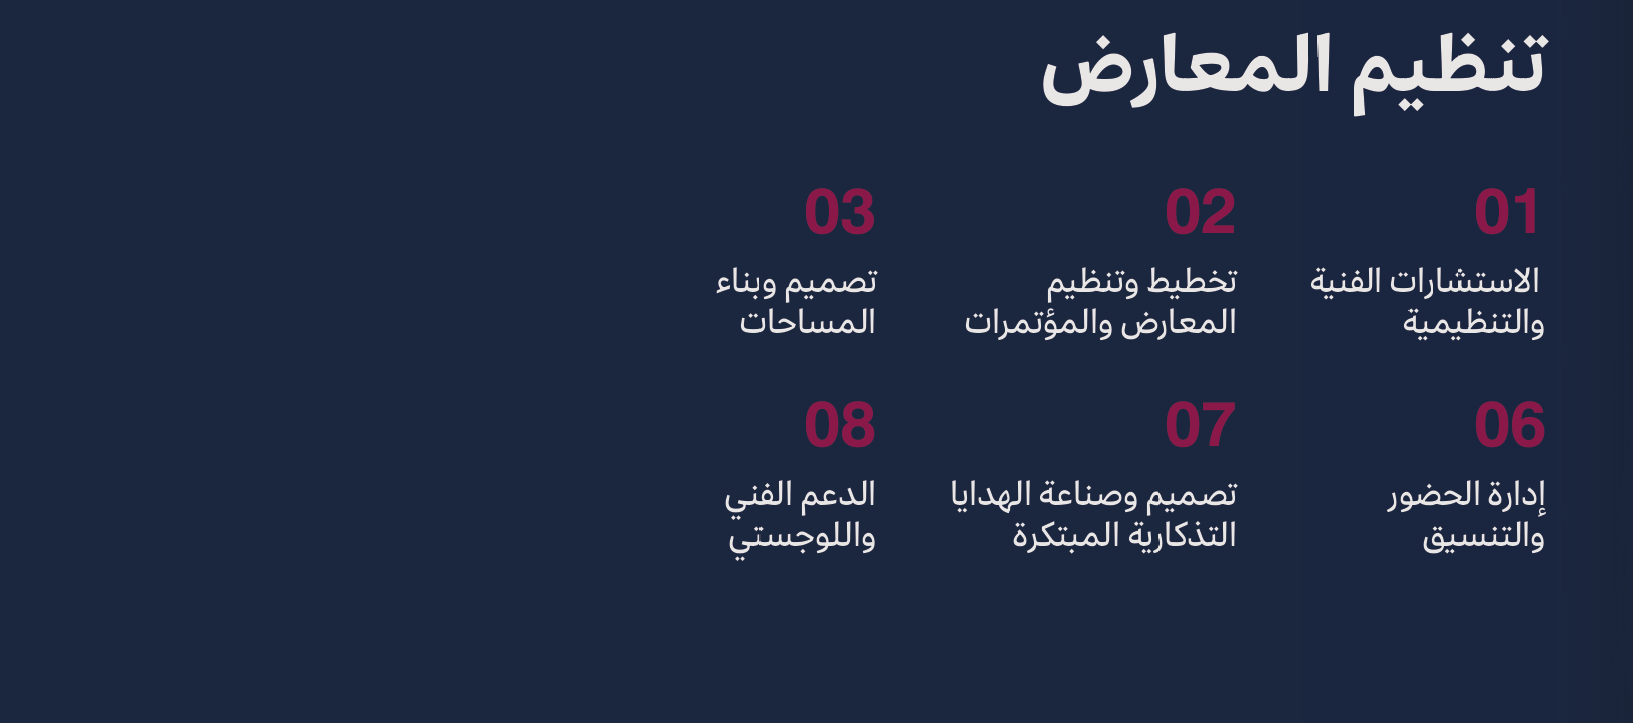 تنظيم المعارض
01
الاستشارات الفنية
والتنظيمية
02
تخطيط وتنظيم
المعارض والمؤتمرات
03
تصميم وبناء
المساحات
06
إدارة الحضور
والتنسيق
07
تصميم وصناعة الهدايا
التذكارية المبتكرة
08
الدعم الفني
واللوجستي